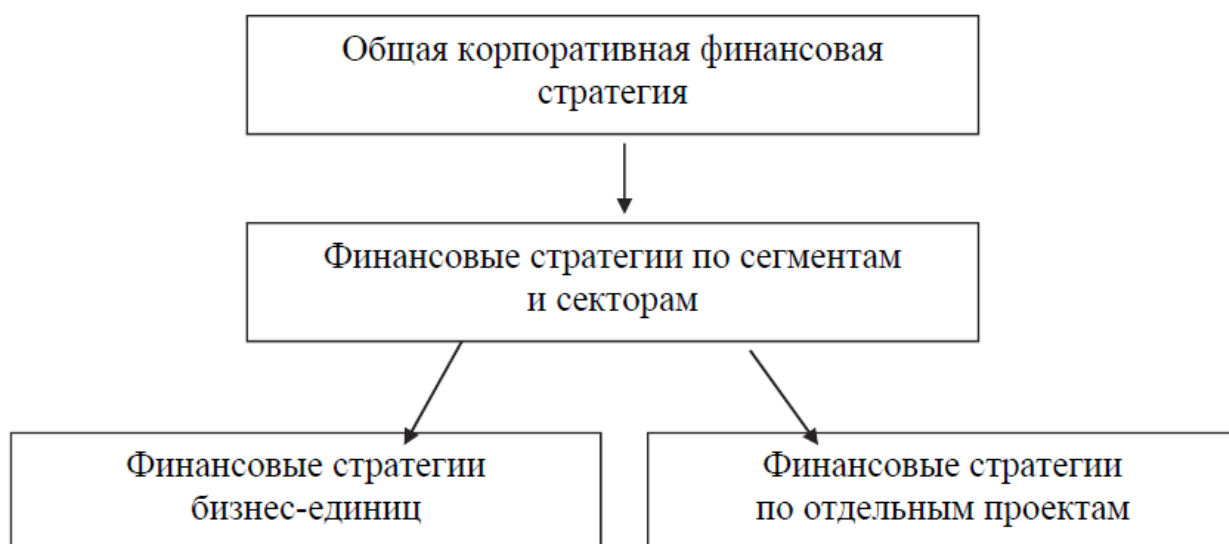 Общая корпоративная финансовая
стратегия
Финансовые стратегии по сегментам
и секторам
Финансовые стратегии
бизнес-единиц
Финансовые стратегии
по отдельным проектам